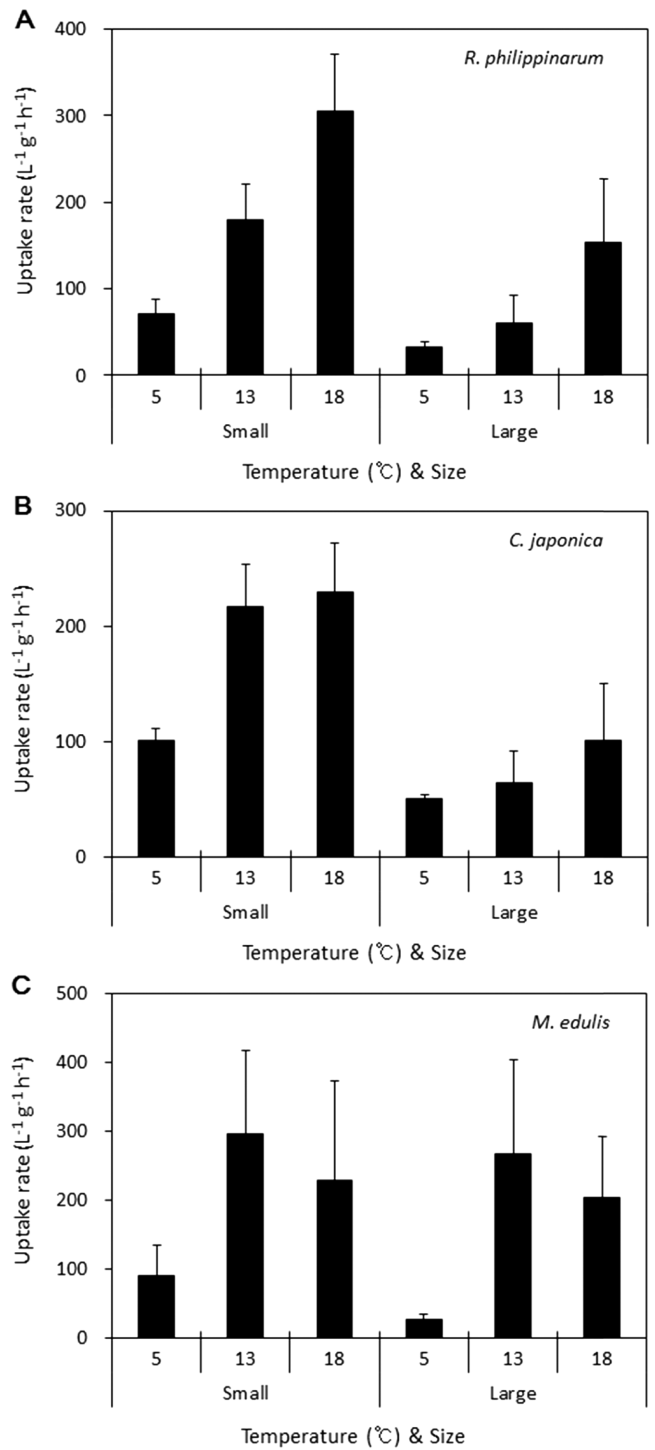 A
R. philippinarum
Uptake rate (L⁻¹ g⁻¹ h⁻¹)
400
300
200
100
0
5 13 18 5 13 18
Small Large
Temperature (℃) & Size
B
C. japonica
Uptake rate (L⁻¹ g⁻¹ h⁻¹)
300
200
100
0
5 13 18 5 13 18
Small Large
Temperature (℃) & Size
C
M. edulis
Uptake rate (L⁻¹ g⁻¹ h⁻¹)
500
400
300
200
100
0
5 13 18 5 13 18
Small Large
Temperature (℃) & Size